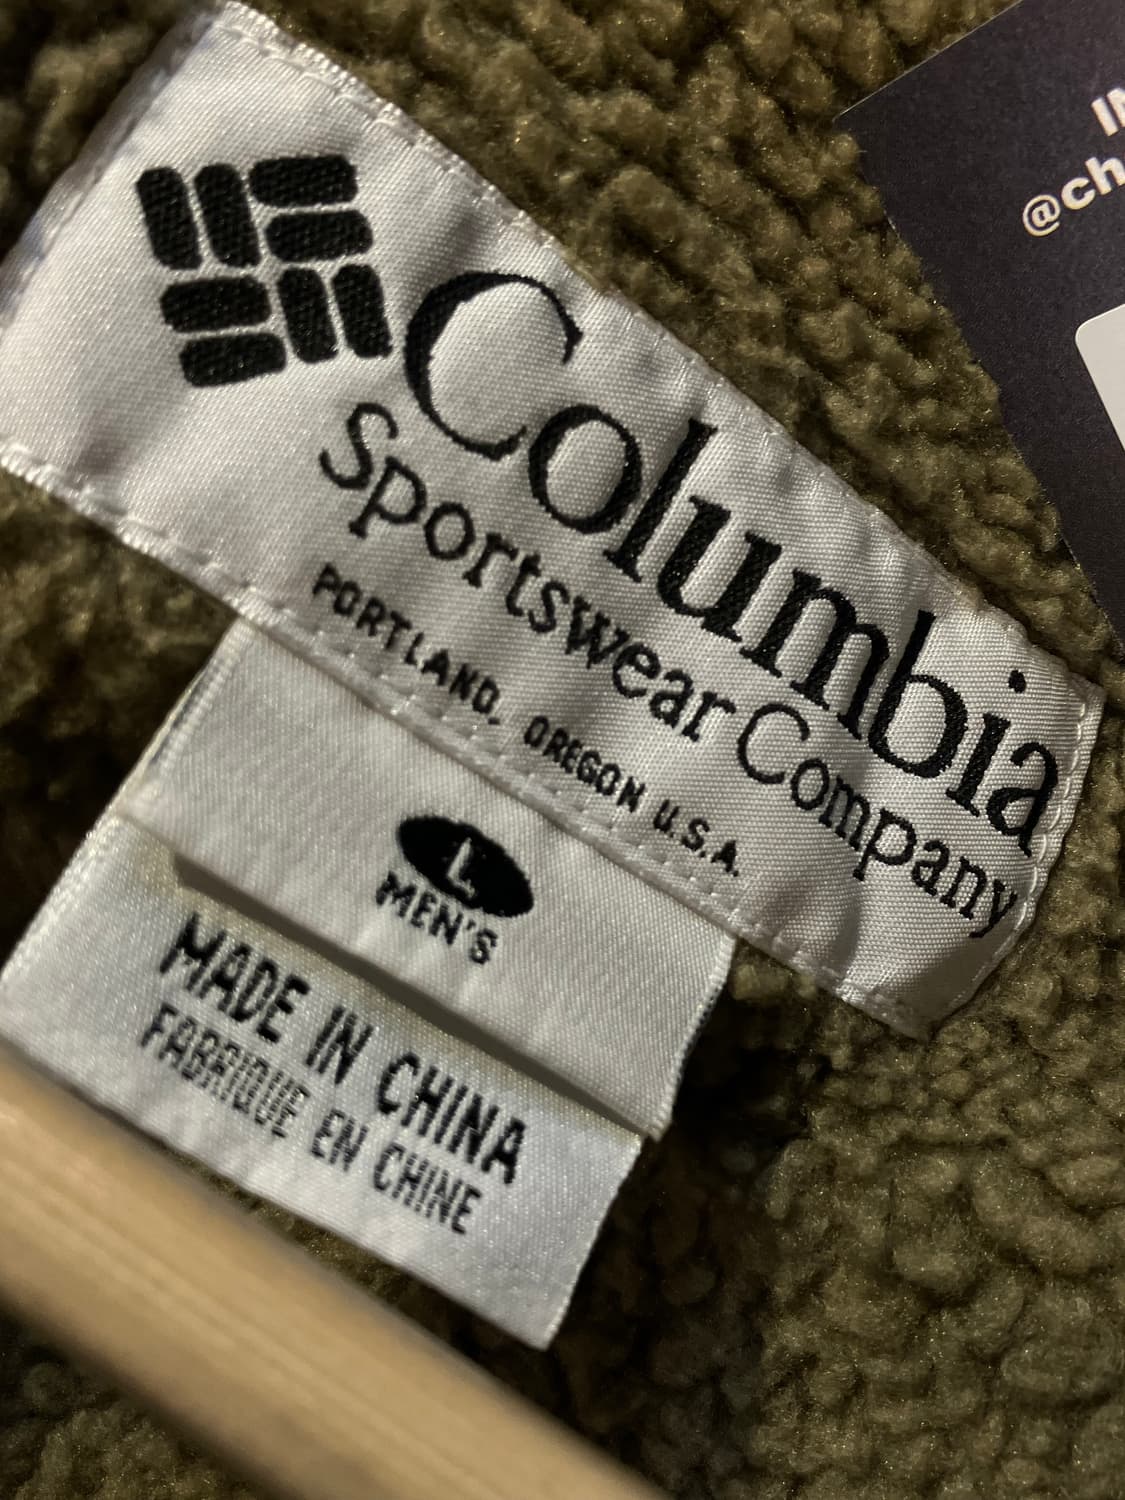 Columbia
Sportswear Company
PORTLAND, OREGON U.S.A.
L
MEN'S
MADE IN CHINA
FABRIQUE EN CHINE